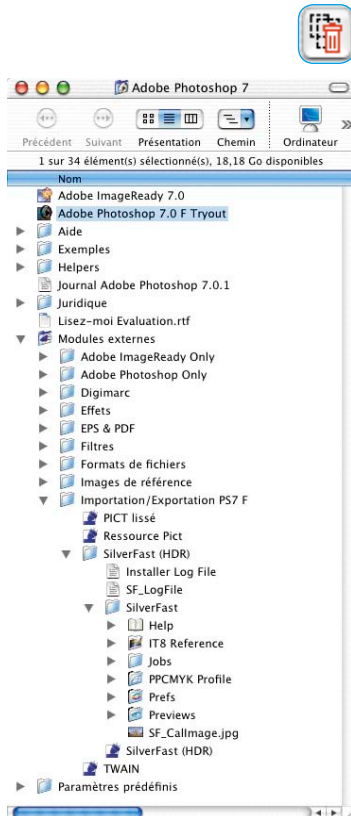 Adobe Photoshop 7
Précédent Suivant Présentation Chemin Ordinateur
1 sur 34 élément(s) sélectionné(s), 18,18 Go disponibles
Nom
Adobe ImageReady 7.0
Adobe Photoshop 7.0 F Tryout
Aide
Exemples
Helpers
Journal Adobe Photoshop 7.0.1
Juridique
Lisez-moi Evaluation.rtf
Modules externes
Adobe ImageReady Only
Adobe Photoshop Only
Digimarc
Effets
EPS & PDF
Filtres
Formats de fichiers
Images de référence
Importation/Exportation PS7 F
PICT lissé
Ressource Pict
SilverFast (HDR)
Installer Log File
SF_LogFile
SilverFast
Help
IT8 Reference
Jobs
PPCMYK Profile
Prefs
Previews
SF_CalImage.jpg
SilverFast (HDR)
TWAIN
Paramètres prédéfinis